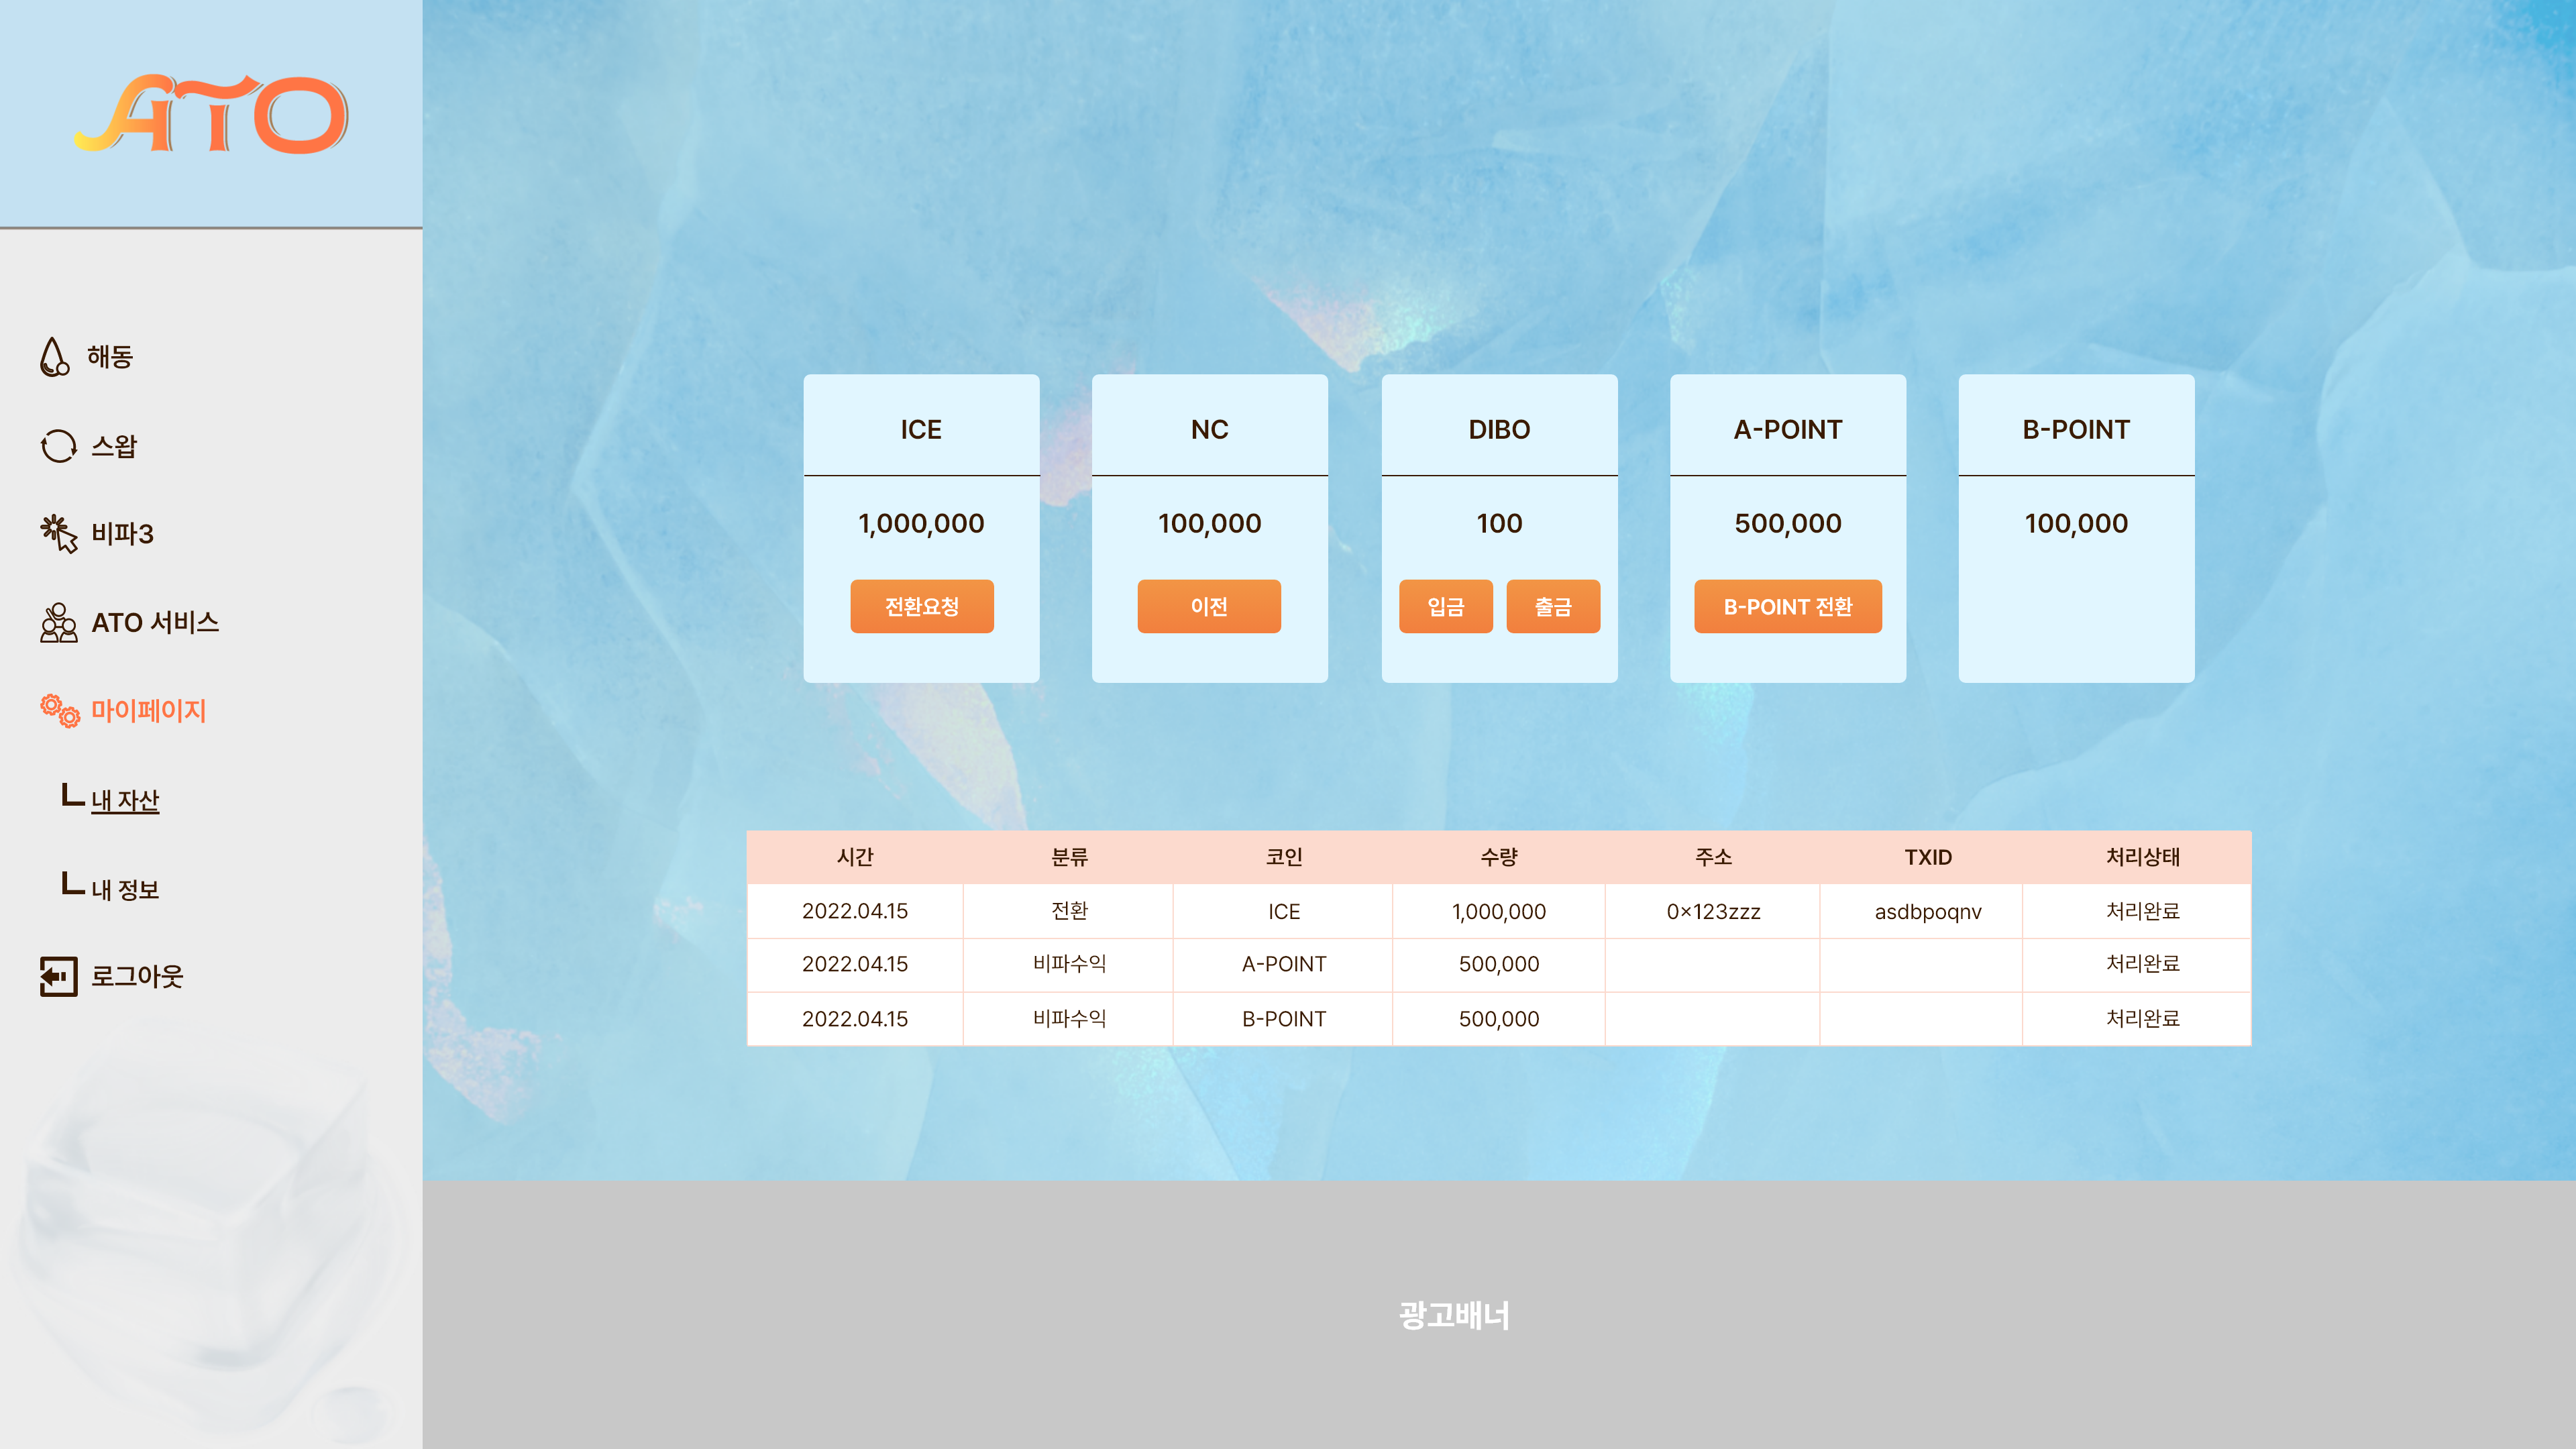 ATO
해동
스왑
비파3
ATO 서비스
마이페이지
내 자산
내 정보
로그아웃
ICE
1,000,000
전환요청
NC
100,000
이전
DIBO
100
입금 출금
A-POINT
500,000
B-POINT 전환
B-POINT
100,000
시간 분류 코인 수량 주소 TXID 처리상태
2022.04.15 전환 ICE 1,000,000 0x123zzz asdbpoqnv 처리완료
2022.04.15 비파수익 A-POINT 500,000 처리완료
2022.04.15 비파수익 B-POINT 500,000 처리완료
광고배너